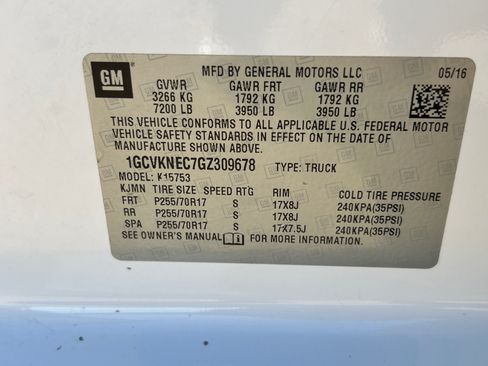 GM
MFD BY GENERAL MOTORS LLC 05/16
GVWR GAWR FRT GAWR RR
3266 KG 1792 KG 1792 KG
7200 LB 3950 LB 3950 LB
THIS VEHICLE CONFORMS TO ALL APPLICABLE U.S. FEDERAL MOTOR
VEHICLE SAFETY STANDARDS IN EFFECT ON THE DATE OF
MANUFACTURE SHOWN ABOVE.
1GCVKNEC7GZ309678 TYPE: TRUCK
MODEL: K15753
KJMN TIRE SIZE SPEED RTG RIM COLD TIRE PRESSURE
FRT P255/70R17 S 17X8J 240KPA(35PSI)
RR P255/70R17 S 17X8J 240KPA(35PSI)
SPA P255/70R17 S 17X7.5J 240KPA(35PSI)
SEE OWNER'S MANUAL FOR MORE INFORMATION.